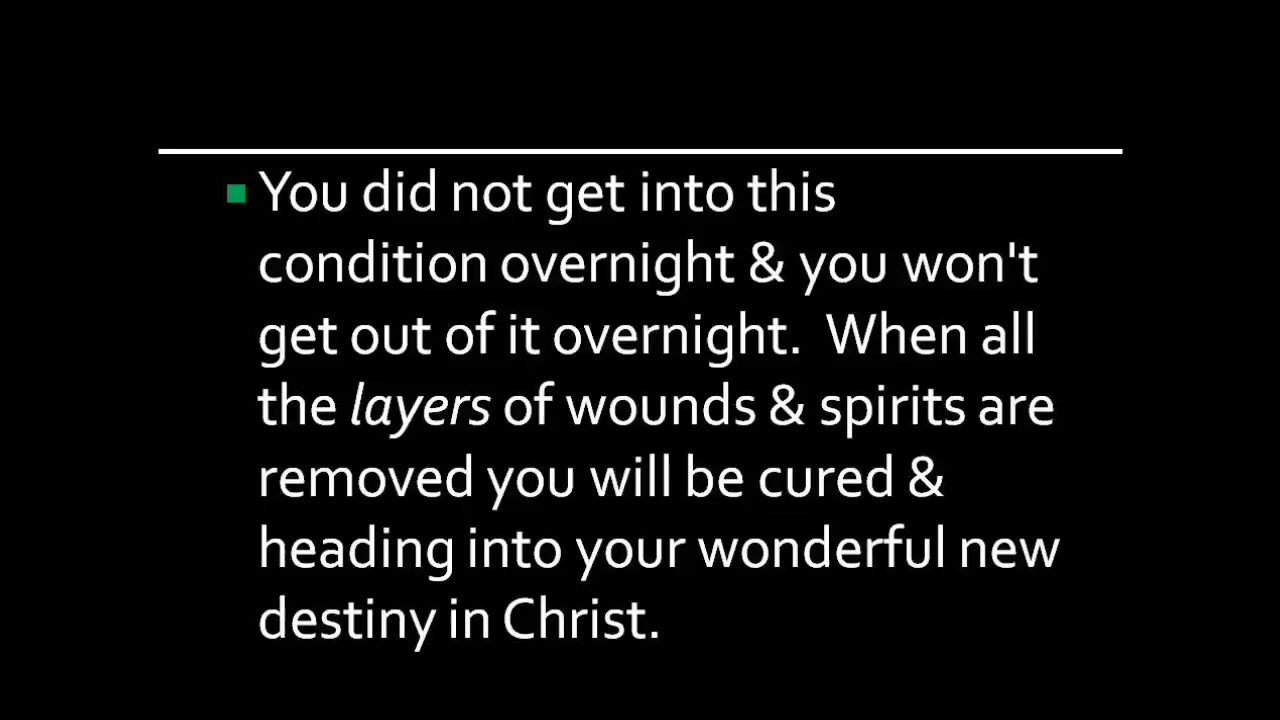 You did not get into this
condition overnight & you won't
get out of it overnight.  When all
the layers of wounds & spirits are
removed you will be cured &
heading into your wonderful new
destiny in Christ.